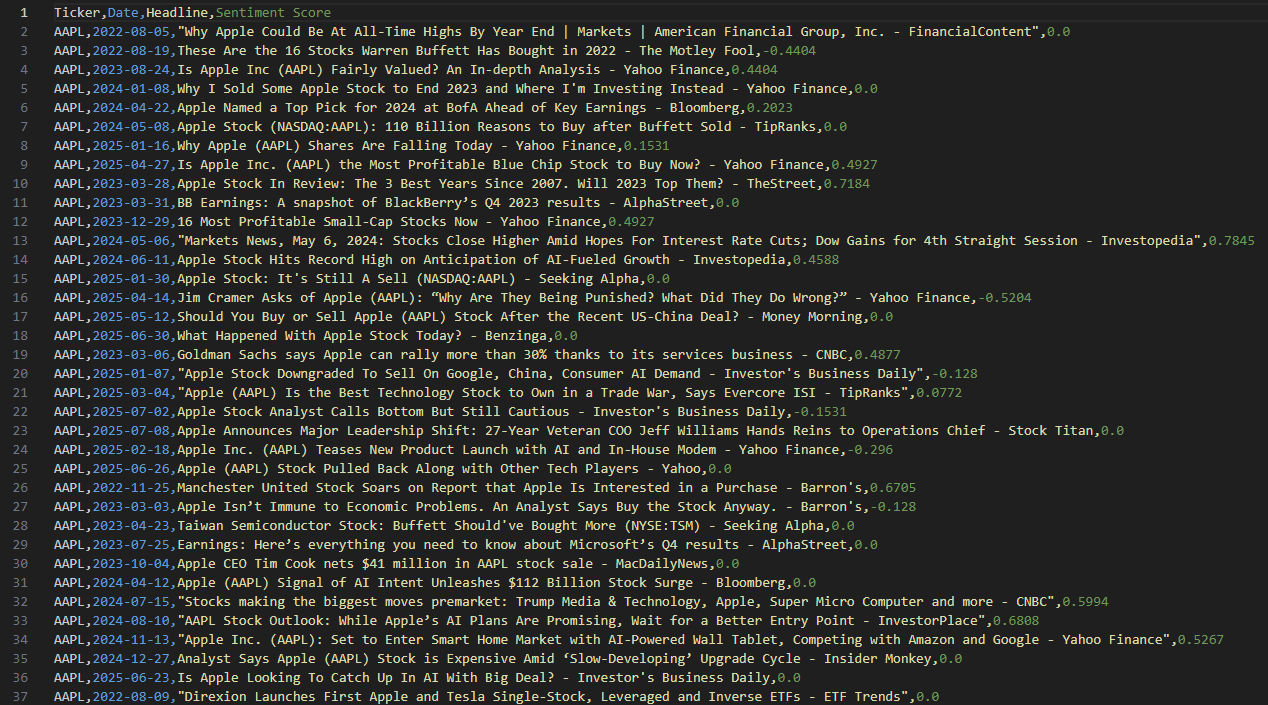 1 Ticker,Date,Headline,Sentiment Score
2 AAPL,2022-08-05,"Why Apple Could Be At All-Time Highs By Year End | Markets | American Financial Group, Inc. - FinancialContent",0.0
3 AAPL,2022-08-19,These Are the 16 Stocks Warren Buffett Has Bought in 2022 - The Motley Fool,-0.4404
4 AAPL,2023-08-24,Is Apple Inc (AAPL) Fairly Valued? An In-depth Analysis - Yahoo Finance,0.4404
5 AAPL,2024-01-08,Why I Sold Some Apple Stock to End 2023 and Where I'm Investing Instead - Yahoo Finance,0.0
6 AAPL,2024-04-22,Apple Named a Top Pick for 2024 at BofA Ahead of Key Earnings - Bloomberg,0.2023
7 AAPL,2024-05-08,Apple Stock (NASDAQ:AAPL): 110 Billion Reasons to Buy after Buffett Sold - TipRanks,0.0
8 AAPL,2025-01-16,Why Apple (AAPL) Shares Are Falling Today - Yahoo Finance,0.1531
9 AAPL,2025-04-27,Is Apple Inc. (AAPL) the Most Profitable Blue Chip Stock to Buy Now? - Yahoo Finance,0.4927
10 AAPL,2023-03-28,Apple Stock In Review: The 3 Best Years Since 2007. Will 2023 Top Them? - TheStreet,0.7184
11 AAPL,2023-03-31,BB Earnings: A snapshot of BlackBerry’s Q4 2023 results - AlphaStreet,0.0
12 AAPL,2023-12-29,16 Most Profitable Small-Cap Stocks Now - Yahoo Finance,0.4927
13 AAPL,2024-05-06,"Markets News, May 6, 2024: Stocks Close Higher Amid Hopes For Interest Rate Cuts; Dow Gains for 4th Straight Session - Investopedia",0.7845
14 AAPL,2024-06-11,Apple Stock Hits Record High on Anticipation of AI-Fueled Growth - Investopedia,0.4588
15 AAPL,2025-01-30,Apple Stock: It's Still A Sell (NASDAQ:AAPL) - Seeking Alpha,0.0
16 AAPL,2025-04-14,Jim Cramer Asks of Apple (AAPL): “Why Are They Being Punished? What Did They Do Wrong?” - Yahoo Finance,-0.5204
17 AAPL,2025-05-12,Should You Buy or Sell Apple (AAPL) Stock After the Recent US-China Deal? - Money Morning,0.0
18 AAPL,2025-06-30,What Happened With Apple Stock Today? - Benzinga,0.0
19 AAPL,2023-03-06,Goldman Sachs says Apple can rally more than 30% thanks to its services business - CNBC,0.4877
20 AAPL,2025-01-07,"Apple Stock Downgraded To Sell On Google, China, Consumer AI Demand - Investor's Business Daily",-0.128
21 AAPL,2025-03-04,"Apple (AAPL) Is the Best Technology Stock to Own in a Trade War, Says Evercore ISI - TipRanks",0.0772
22 AAPL,2025-07-02,Apple Stock Analyst Calls Bottom But Still Cautious - Investor's Business Daily,-0.1531
23 AAPL,2025-07-08,Apple Announces Major Leadership Shift: 27-Year Veteran COO Jeff Williams Hands Reins to Operations Chief - Stock Titan,0.0
24 AAPL,2025-02-18,Apple Inc. (AAPL) Teases New Product Launch with AI and In-House Modem - Yahoo Finance,-0.296
25 AAPL,2025-06-26,Apple (AAPL) Stock Pulled Back Along with Other Tech Players - Yahoo,0.0
26 AAPL,2022-11-25,Manchester United Stock Soars on Report that Apple Is Interested in a Purchase - Barron's,0.6705
27 AAPL,2023-03-03,Apple Isn’t Immune to Economic Problems. An Analyst Says Buy the Stock Anyway. - Barron's,-0.128
28 AAPL,2023-04-23,Taiwan Semiconductor Stock: Buffett Should've Bought More (NYSE:TSM) - Seeking Alpha,0.0
29 AAPL,2023-07-25,Earnings: Here’s everything you need to know about Microsoft’s Q4 results - AlphaStreet,0.0
30 AAPL,2023-10-04,Apple CEO Tim Cook nets $41 million in AAPL stock sale - MacDailyNews,0.0
31 AAPL,2024-04-12,Apple (AAPL) Signal of AI Intent Unleashes $112 Billion Stock Surge - Bloomberg,0.0
32 AAPL,2024-07-15,"Stocks making the biggest moves premarket: Trump Media & Technology, Apple, Super Micro Computer and more - CNBC",0.5994
33 AAPL,2024-08-10,"AAPL Stock Outlook: While Apple’s AI Plans Are Promising, Wait for a Better Entry Point - InvestorPlace",0.6808
34 AAPL,2024-11-13,"Apple Inc. (AAPL): Set to Enter Smart Home Market with AI-Powered Wall Tablet, Competing with Amazon and Google - Yahoo Finance",0.5267
35 AAPL,2024-12-27,Analyst Says Apple (AAPL) Stock is Expensive Amid ‘Slow-Developing’ Upgrade Cycle - Insider Monkey,0.0
36 AAPL,2025-06-23,Is Apple Looking To Catch Up In AI With Big Deal? - Investor's Business Daily,0.0
37 AAPL,2022-08-09,"Direxion Launches First Apple and Tesla Single-Stock, Leveraged and Inverse ETFs - ETF Trends",0.0